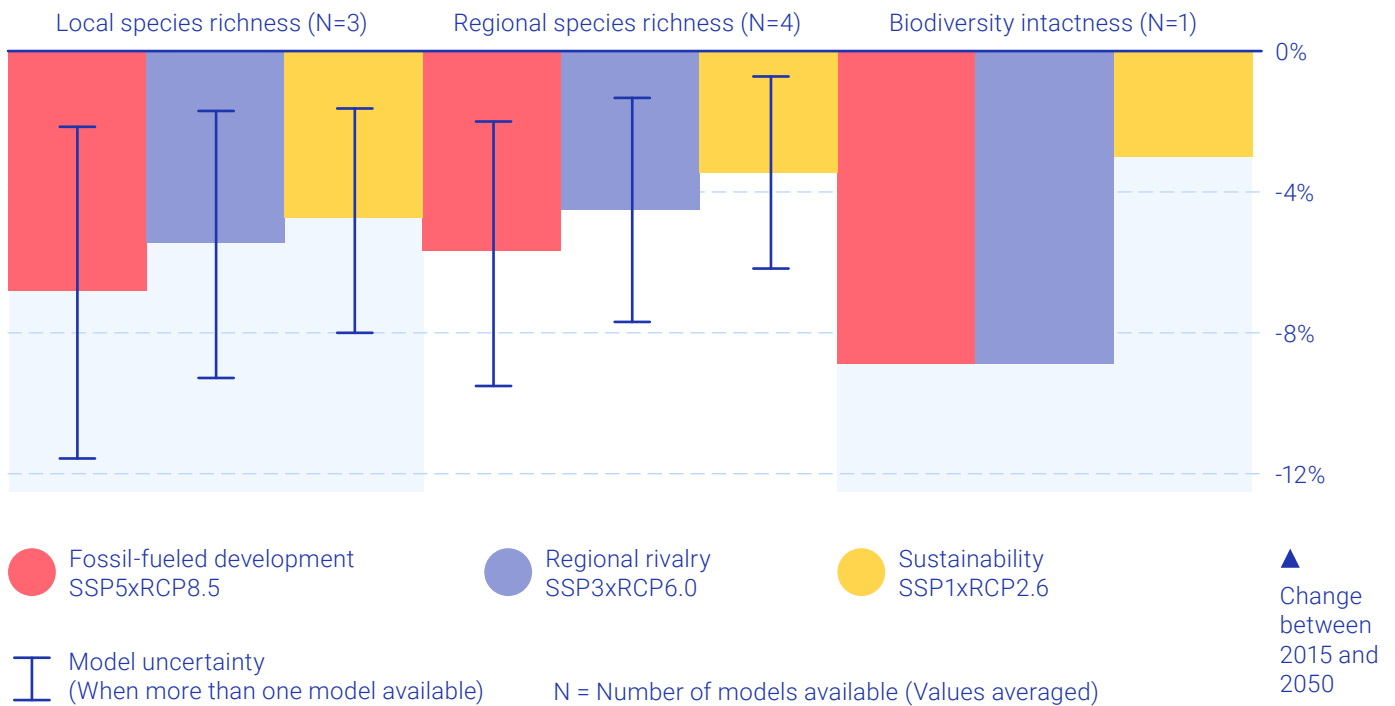 Local species richness (N=3)
Regional species richness (N=4)
Biodiversity intactness (N=1)
0%
-4%
-8%
-12%
Fossil-fueled development
SSP5xRCP8.5
Regional rivalry
SSP3xRCP6.0
Sustainability
SSP1xRCP2.6
Change
between
2015 and
2050
Model uncertainty
(When more than one model available)
N = Number of models available (Values averaged)